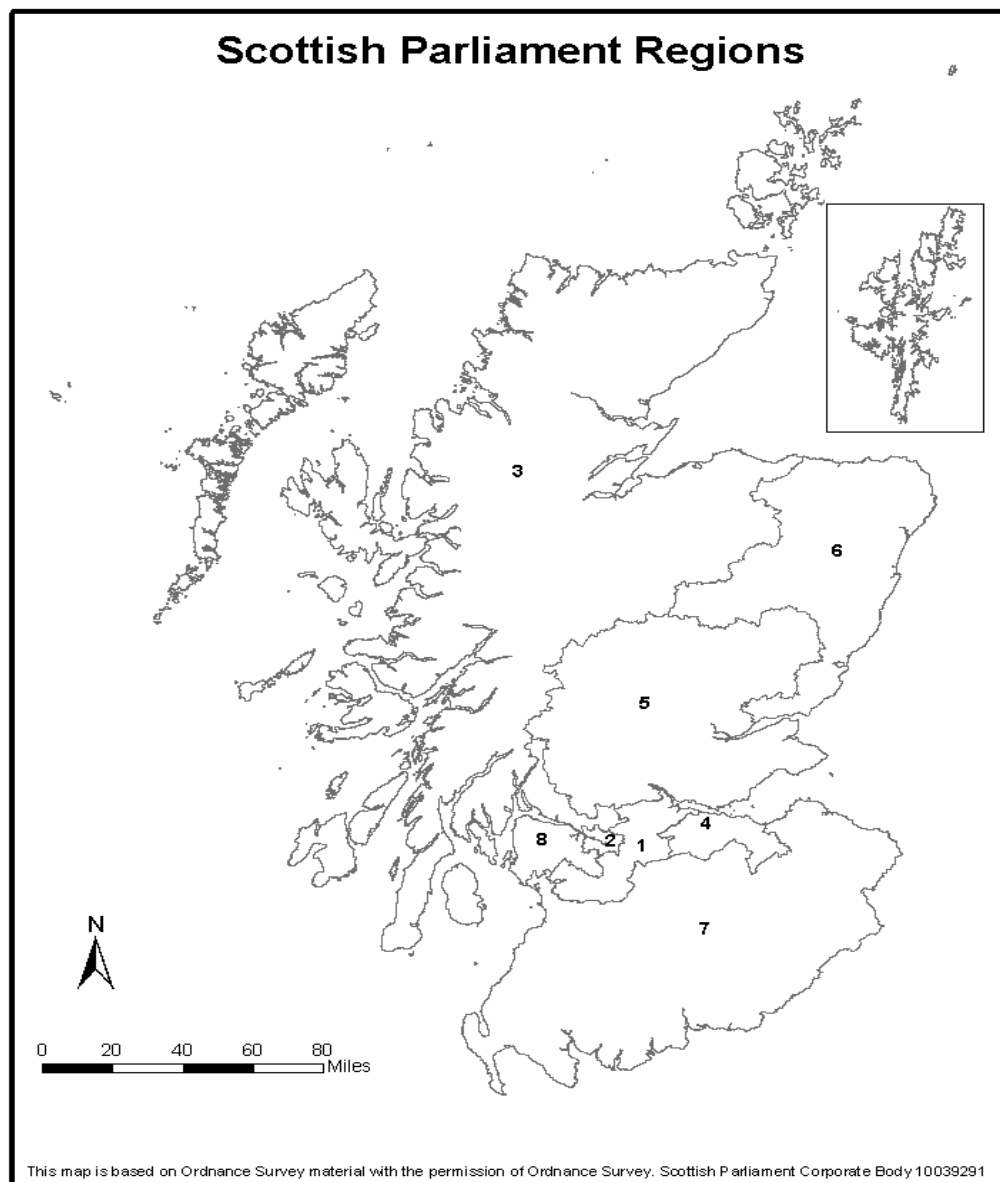 Scottish Parliament Regions
3
6
5
4
8
2
1
7
N
0 20 40 60 80
Miles
This map is based on Ordnance Survey material with the permission of Ordnance Survey. Scottish Parliament Corporate Body 10039291